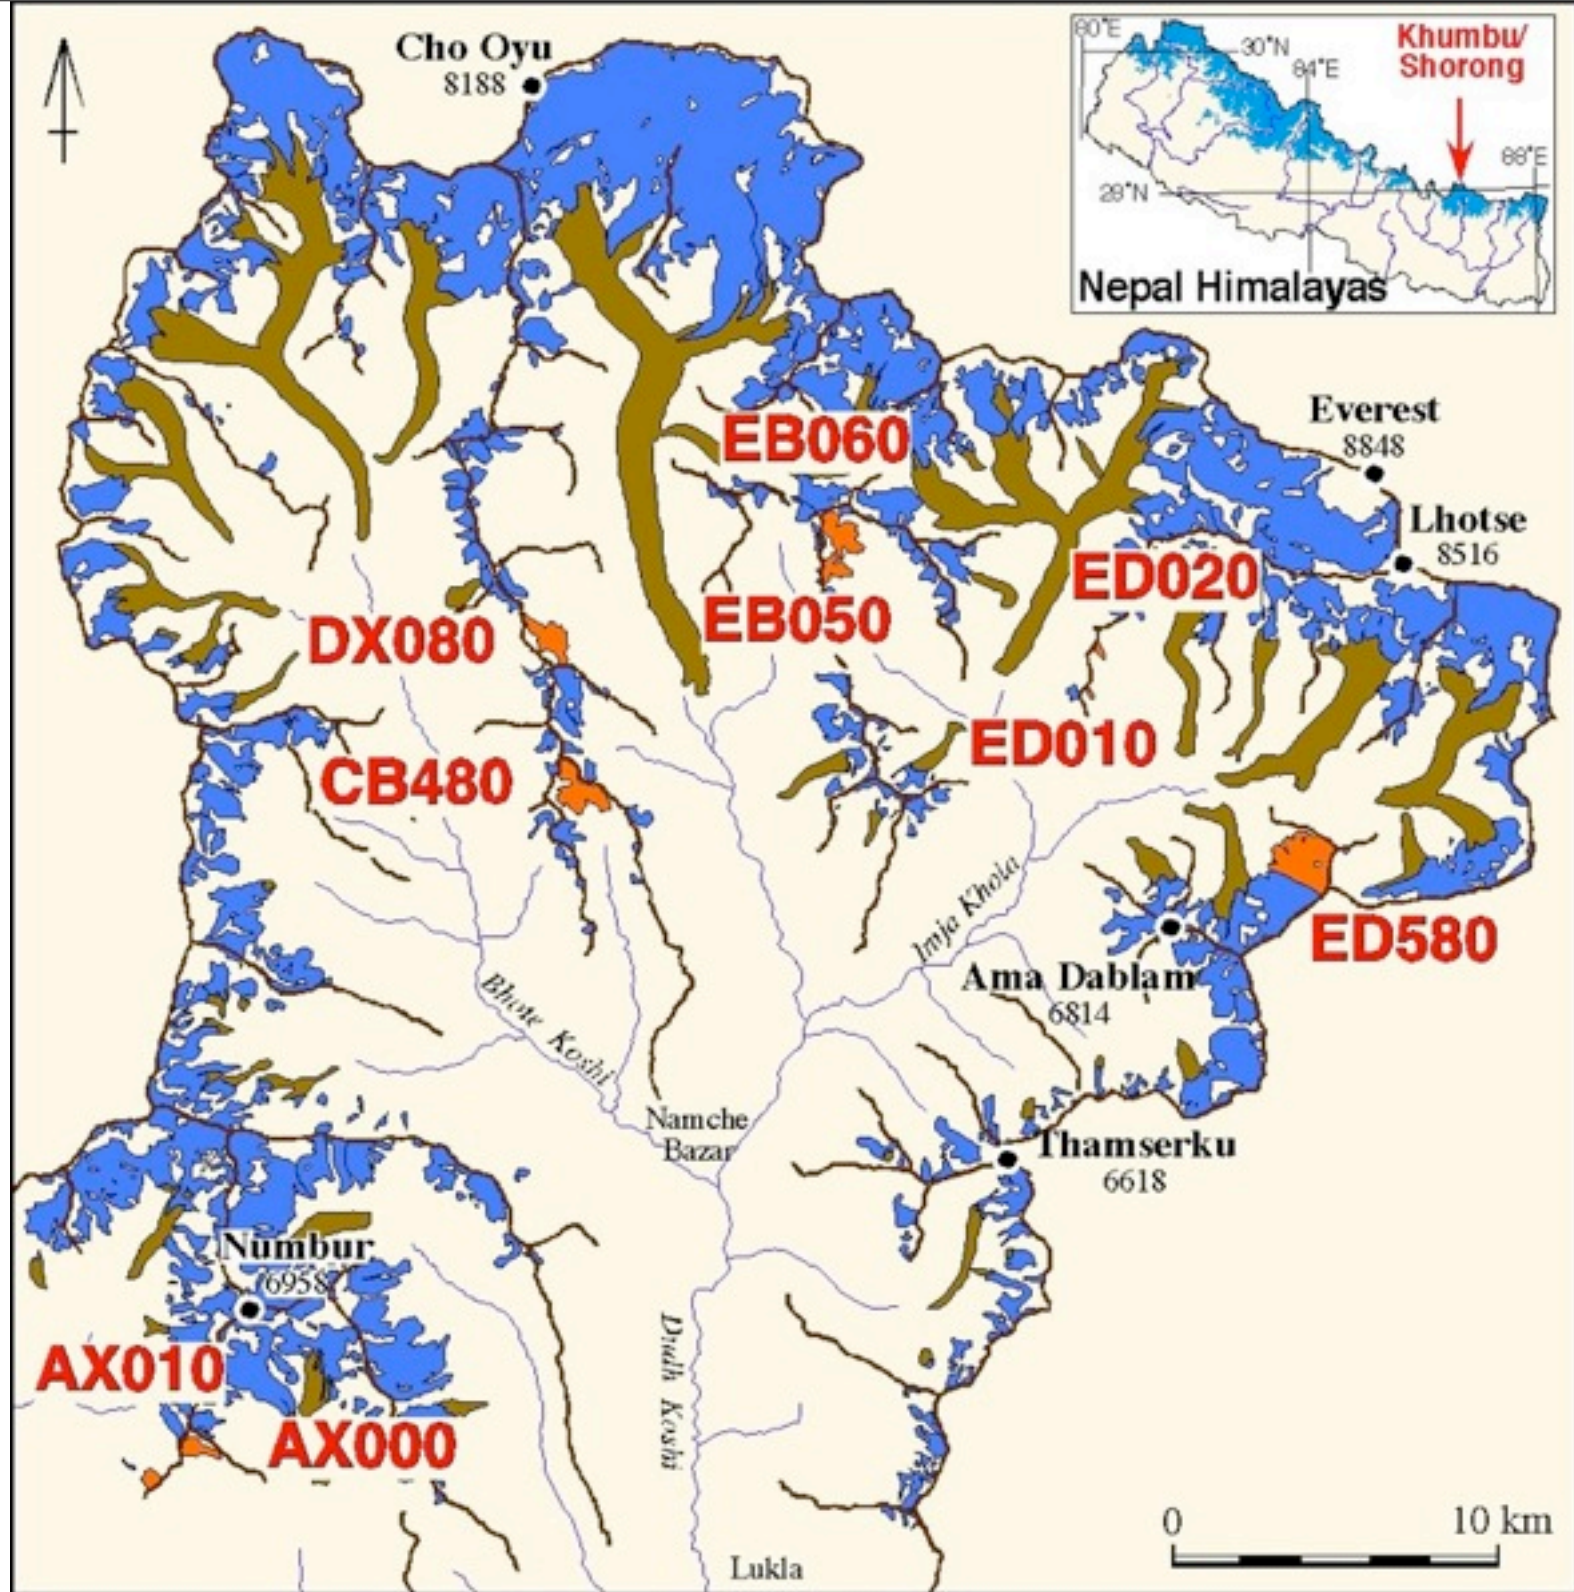 Cho Oyu
8188
80°E
30°N
84°E
Khumbu/
Shorong
88°E
28°N
Nepal Himalayas
Everest
8848
EB060
Lhotse
8516
ED020
EB050
DX080
ED010
CB480
Imja Khola
ED580
Ama Dablam
6814
Bhote Koshi
Namche
Bazar
Thamserku
6618
Numbur
6958
Dudh Koshi
AX010
AX000
0 10 km
Lukla